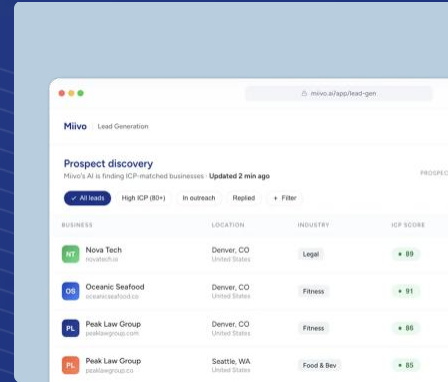 miivo.ai/app/lead-gen
Miivo Lead Generation
Prospect discovery
Miivo's AI is finding ICP-matched businesses · Updated 2 min ago
PROSPEC
✓ All leads High ICP (80+) In outreach Replied + Filter
BUSINESS LOCATION INDUSTRY ICP SCORE
NT Nova Tech Denver, CO Legal 89
novatech.io United States
OS Oceanic Seafood Denver, CO Fitness 91
oceanicseafood.co United States
PL Peak Law Group Denver, CO Fitness 86
peaklawgroup.com United States
PL Peak Law Group Seattle, WA Food & Bev 85
peaklawgroup.co United States